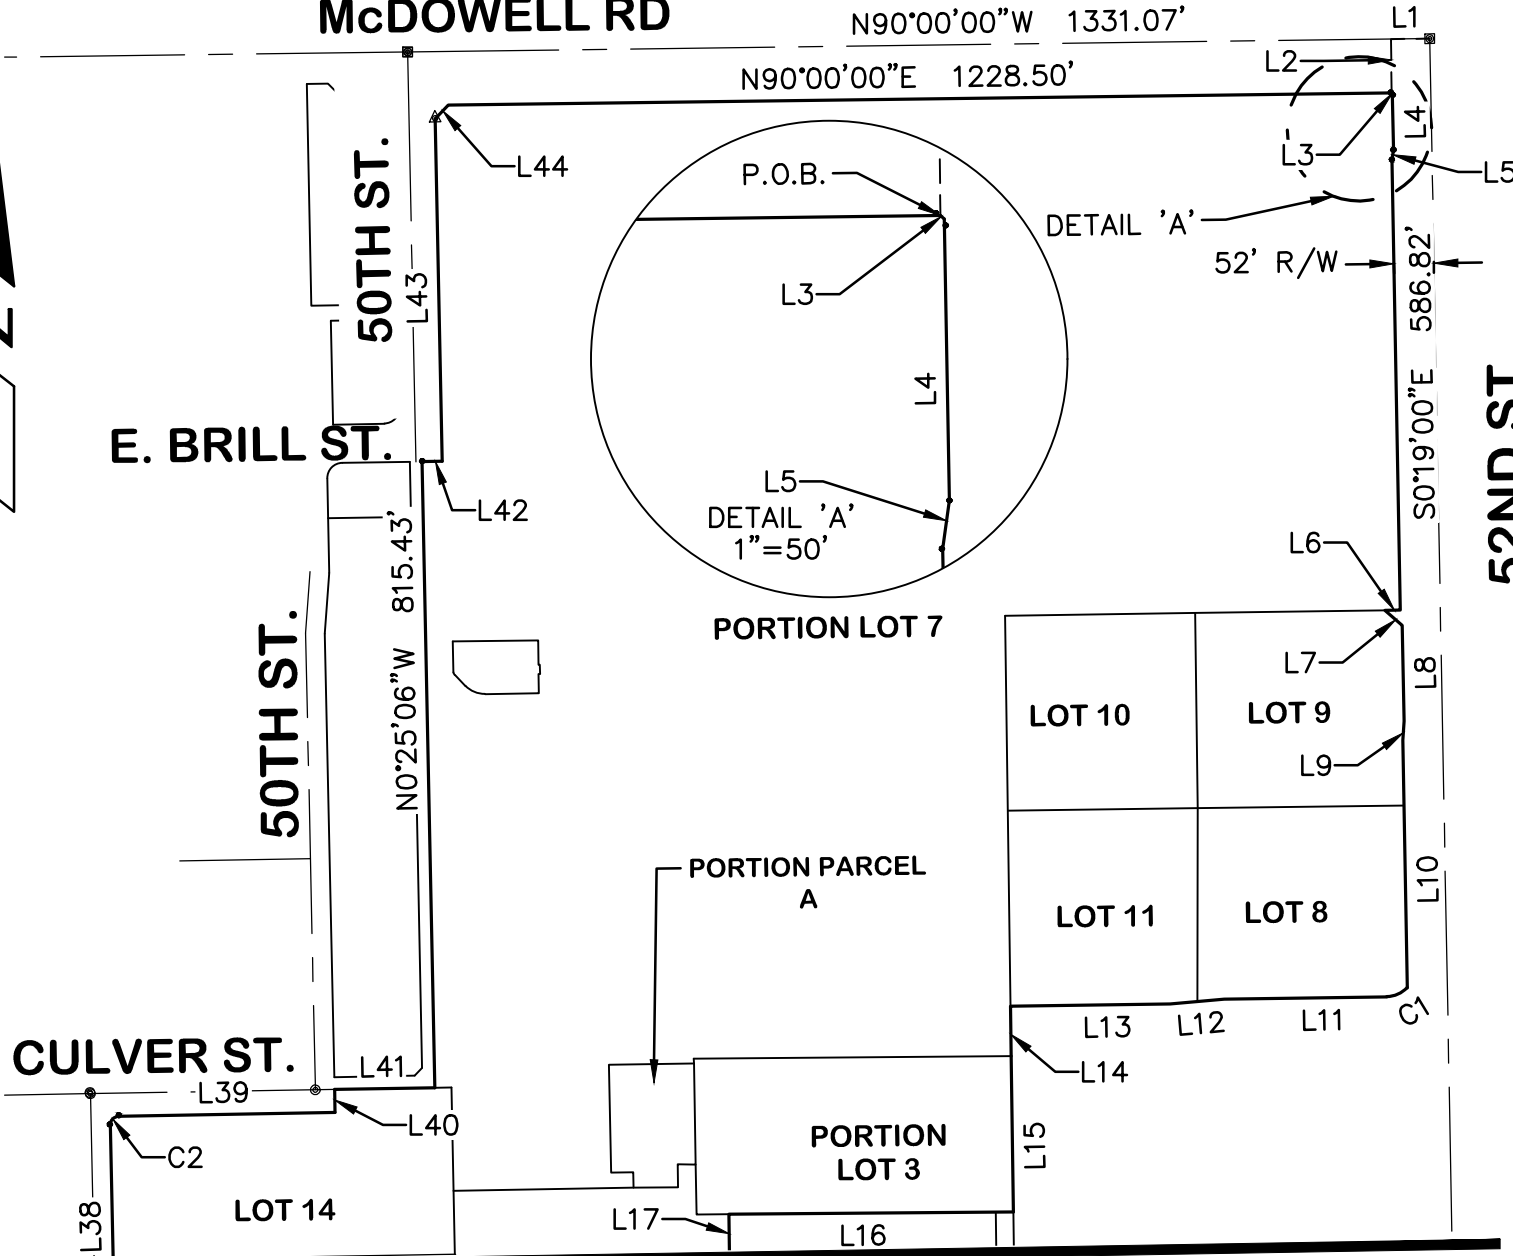 McDOWELL RD
N90°00'00"W 1331.07'
L1
L2
N90°00'00"E 1228.50'
L4
L3
L5
L44
50TH ST.
P.O.B.
DETAIL 'A'
52' R/W
L43
L3
S0°19'00"E 586.82'
52ND ST
L4
E. BRILL ST.
L5
DETAIL 'A'
1"=50'
L42
L6
N0°25'06"W 815.43'
50TH ST.
PORTION LOT 7
L7
L8
LOT 10
LOT 9
L9
PORTION PARCEL
A
L10
LOT 11
LOT 8
C1
L13
L12
L11
CULVER ST.
L41
L39
L14
L40
C2
PORTION
LOT 3
L15
L38
LOT 14
L17
L16